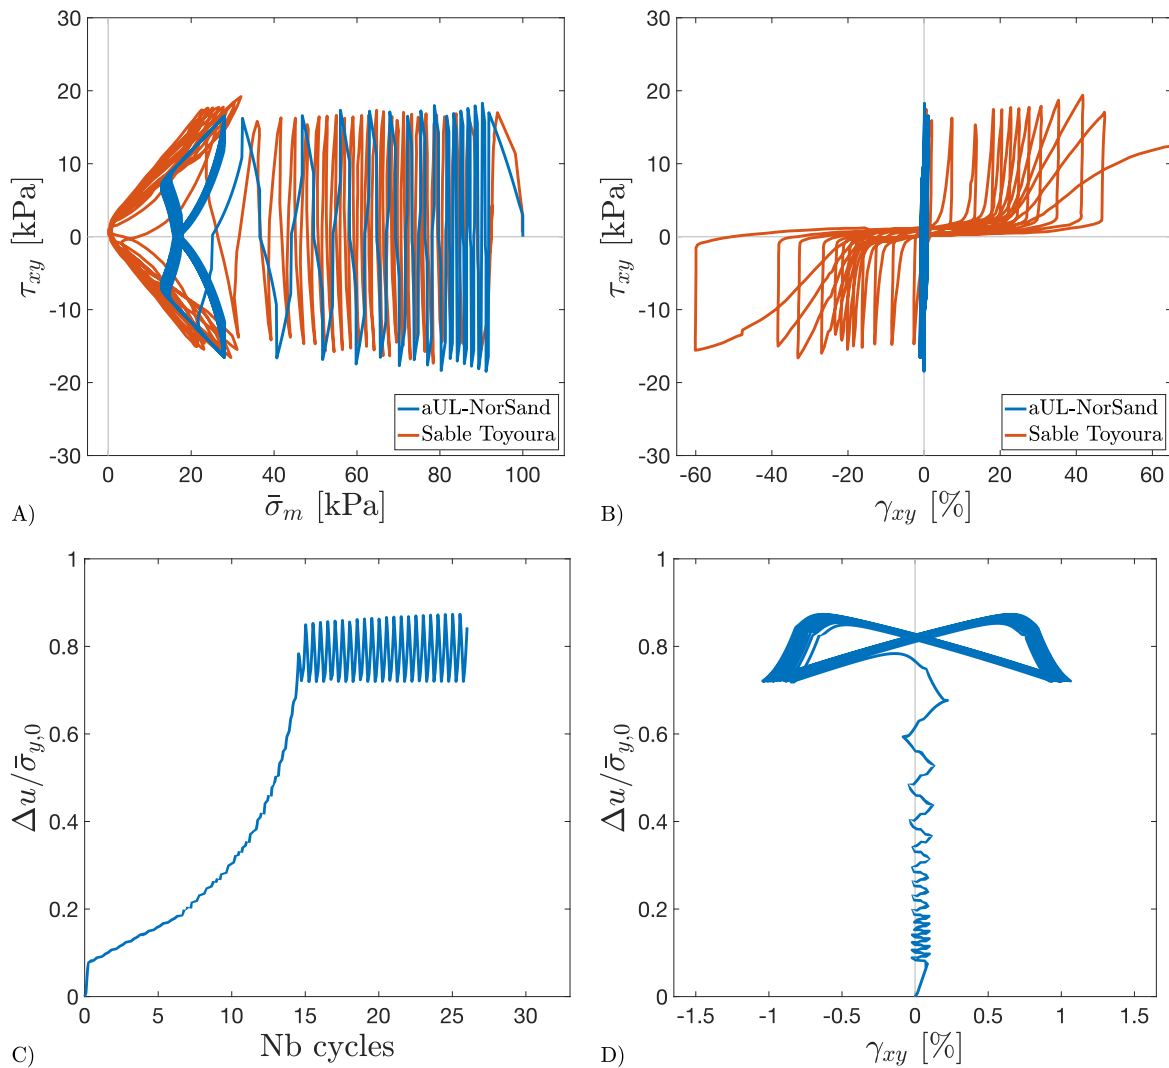 30
20
10
0
-10
-20
-30
τxy [kPa]
0 20 40 60 80 100
σ̄m [kPa]
aUL-NorSand
Sable Toyoura
A)
30
20
10
0
-10
-20
-30
τxy [kPa]
-60 -40 -20 0 20 40 60
γxy [%]
aUL-NorSand
Sable Toyoura
B)
1
0.8
0.6
0.4
0.2
0
Δu/σ̄y,0
0 5 10 15 20 25 30
Nb cycles
C)
1
0.8
0.6
0.4
0.2
0
Δu/σ̄y,0
-1.5 -1 -0.5 0 0.5 1 1.5
γxy [%]
D)